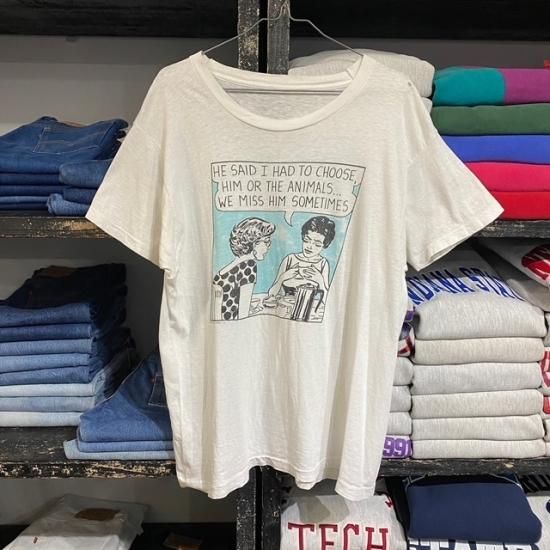 HE SAID I HAD TO CHOOSE,
HIM OR THE ANIMALS...
WE MISS HIM SOMETIMES
TECH